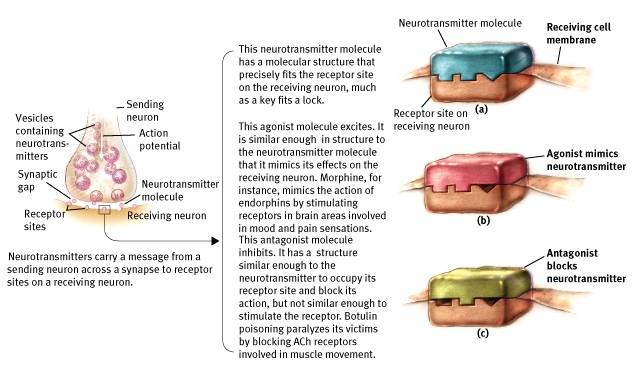 Sending
neuron
Vesicles
containing
neurotrans-
mitters
Action
potential
Synaptic
gap
Neurotransmitter
molecule
Receptor
sites
Receiving neuron
Neurotransmitters carry a message from a
sending neuron across a synapse to receptor
sites on a receiving neuron.
This neurotransmitter molecule
has a molecular structure that
precisely fits the receptor site
on the receiving neuron, much
as a key fits a lock.
This agonist molecule excites. It
is similar enough in structure to
the neurotransmitter molecule
that it mimics its effects on the
receiving neuron. Morphine, for
instance, mimics the action of
endorphins by stimulating
receptors in brain areas involved
in mood and pain sensations.
This antagonist molecule
inhibits. It has a structure
similar enough to the
neurotransmitter to occupy its
receptor site and block its
action, but not similar enough to
stimulate the receptor. Botulin
poisoning paralyzes its victims
by blocking ACh receptors
involved in muscle movement.
Neurotransmitter molecule
Receiving cell
membrane
Receptor site on
receiving neuron
(a)
Agonist mimics
neurotransmitter
(b)
Antagonist
blocks
neurotransmitter
(c)